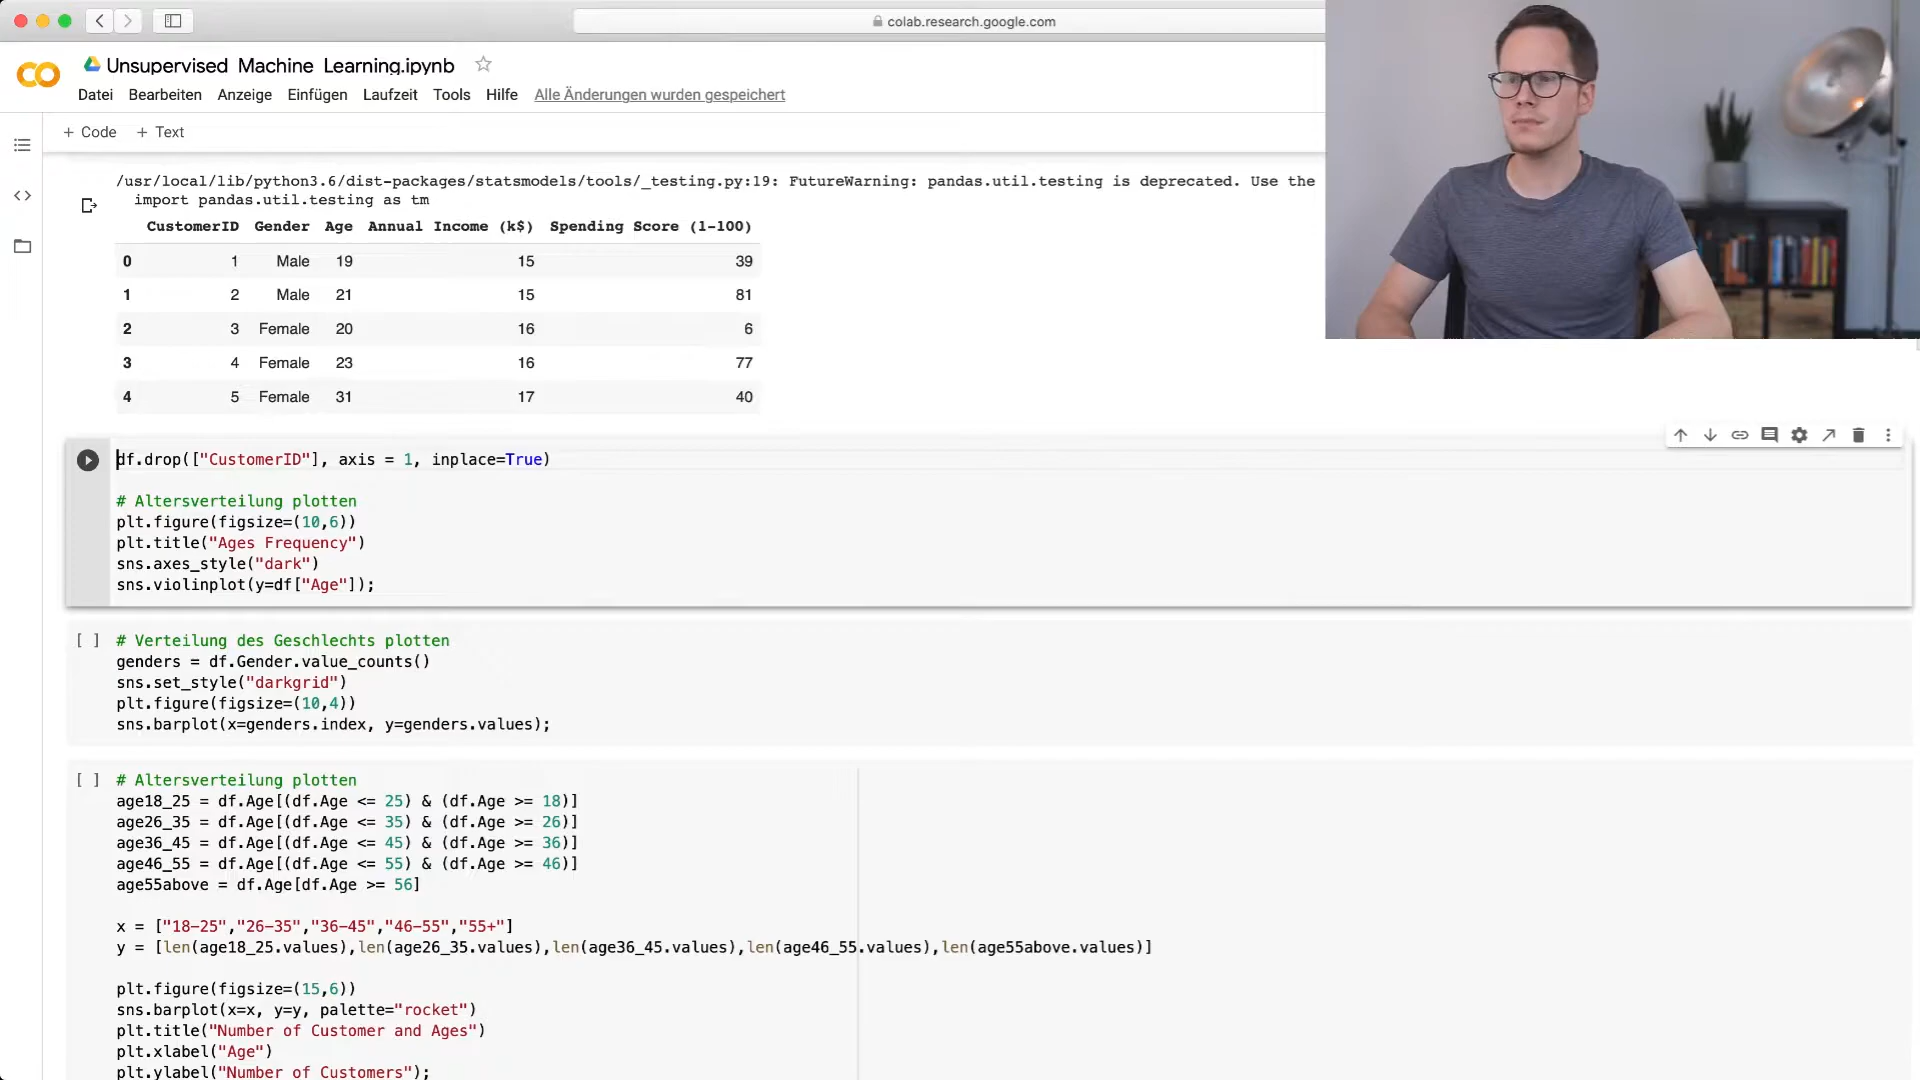 colab.research.google.com
Unsupervised Machine Learning.ipynb
Datei Bearbeiten Anzeige Einfügen Laufzeit Tools Hilfe Alle Änderungen wurden gespeichert
+ Code + Text
/usr/local/lib/python3.6/dist-packages/statsmodels/tools/_testing.py:19: FutureWarning: pandas.util.testing is deprecated. Use the
import pandas.util.testing as tm
CustomerID Gender Age Annual Income (k$) Spending Score (1-100)
0 1 Male 19 15 39
1 2 Male 21 15 81
2 3 Female 20 16 6
3 4 Female 23 16 77
4 5 Female 31 17 40
df.drop(["CustomerID"], axis = 1, inplace=True)
# Altersverteilung plotten
plt.figure(figsize=(10,6))
plt.title("Ages Frequency")
sns.axes_style("dark")
sns.violinplot(y=df["Age"]);
[ ] # Verteilung des Geschlechts plotten
genders = df.Gender.value_counts()
sns.set_style("darkgrid")
plt.figure(figsize=(10,4))
sns.barplot(x=genders.index, y=genders.values);
[ ] # Altersverteilung plotten
age18_25 = df.Age[(df.Age <= 25) & (df.Age >= 18)]
age26_35 = df.Age[(df.Age <= 35) & (df.Age >= 26)]
age36_45 = df.Age[(df.Age <= 45) & (df.Age >= 36)]
age46_55 = df.Age[(df.Age <= 55) & (df.Age >= 46)]
age55above = df.Age[df.Age >= 56]
x = ["18-25","26-35","36-45","46-55","55+"]
y = [len(age18_25.values),len(age26_35.values),len(age36_45.values),len(age46_55.values),len(age55above.values)]
plt.figure(figsize=(15,6))
sns.barplot(x=x, y=y, palette="rocket")
plt.title("Number of Customer and Ages")
plt.xlabel("Age")
plt.ylabel("Number of Customers");